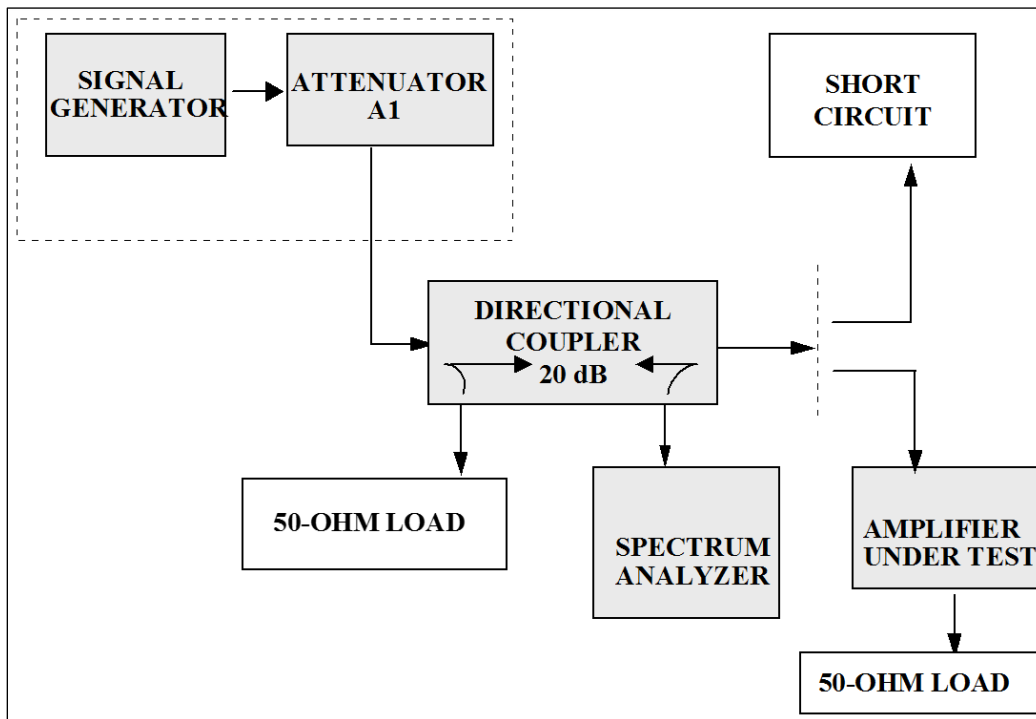 SIGNAL
GENERATOR
ATTENUATOR
A1
SHORT
CIRCUIT
DIRECTIONAL
COUPLER
20 dB
50-OHM LOAD
SPECTRUM
ANALYZER
AMPLIFIER
UNDER TEST
50-OHM LOAD